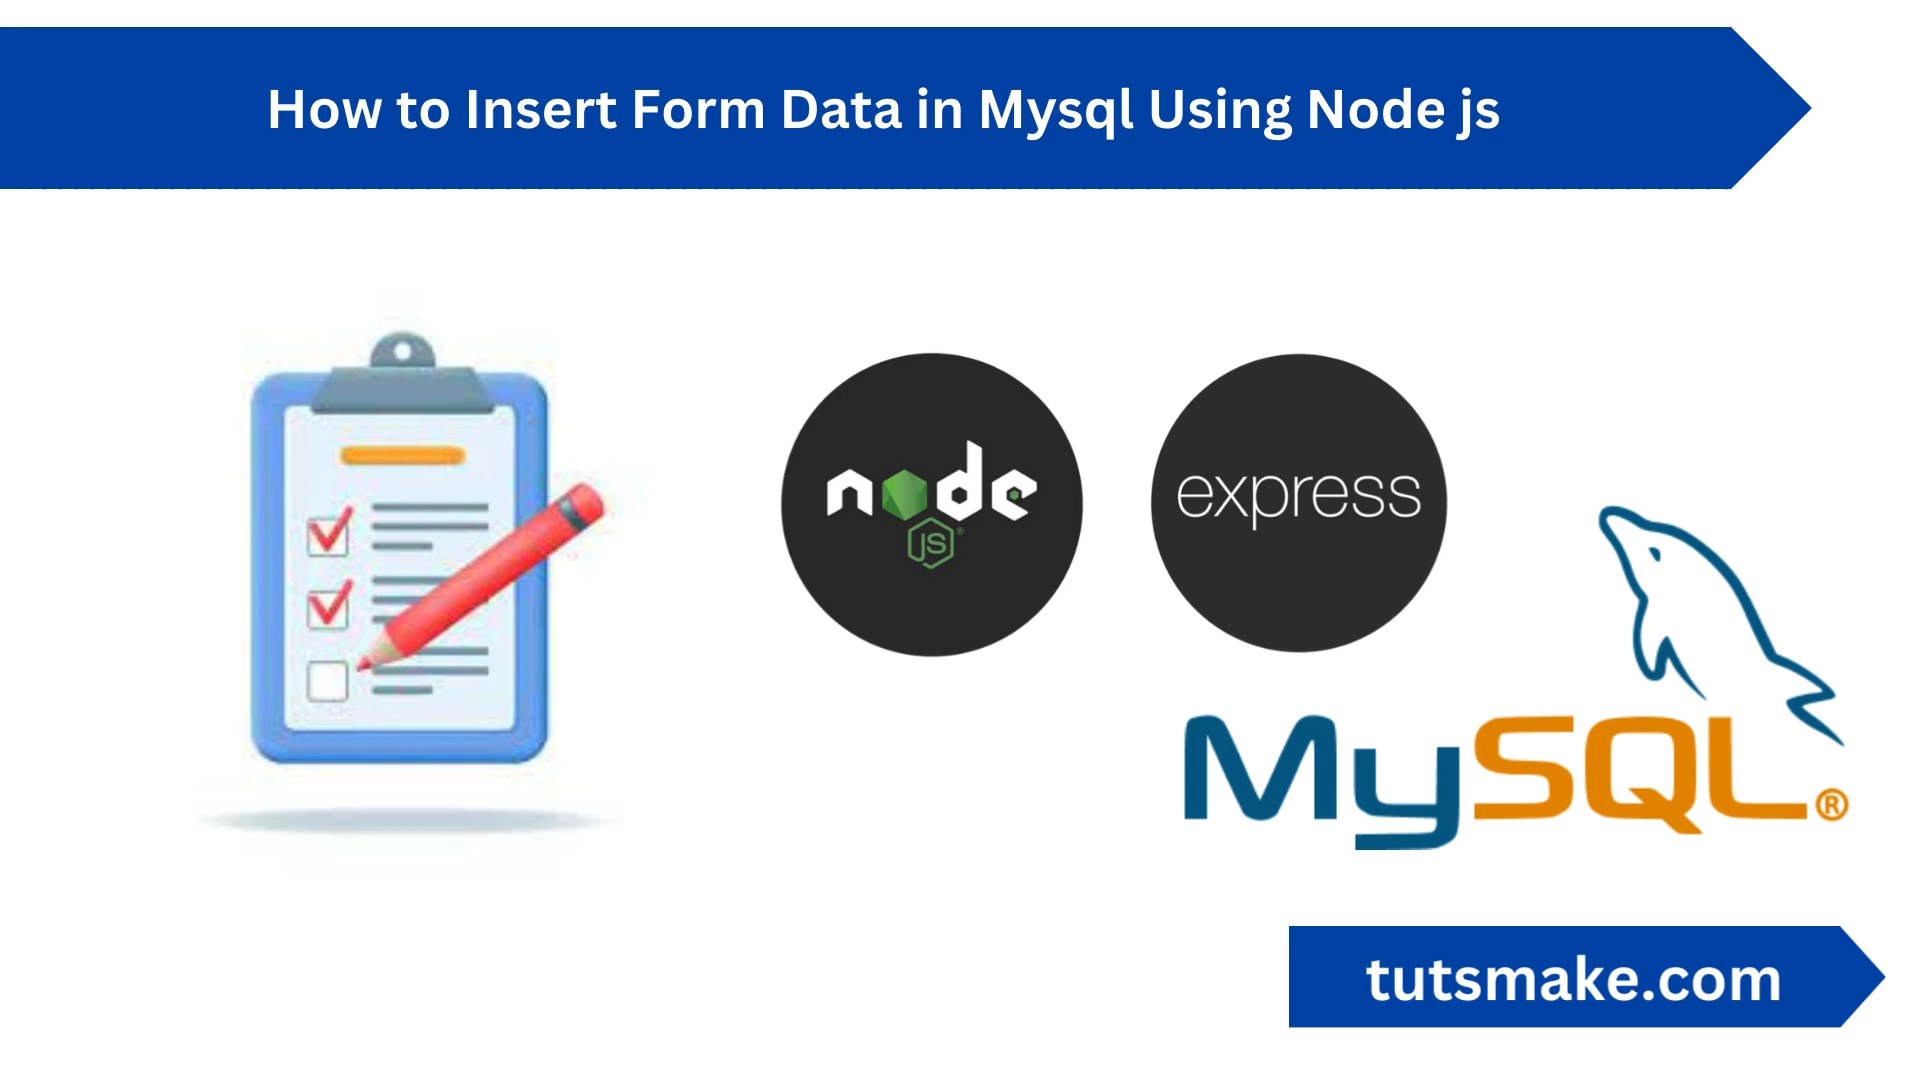 How to Insert Form Data in Mysql Using Node js
node
JS®
express
MySQL®
tutsmake.com